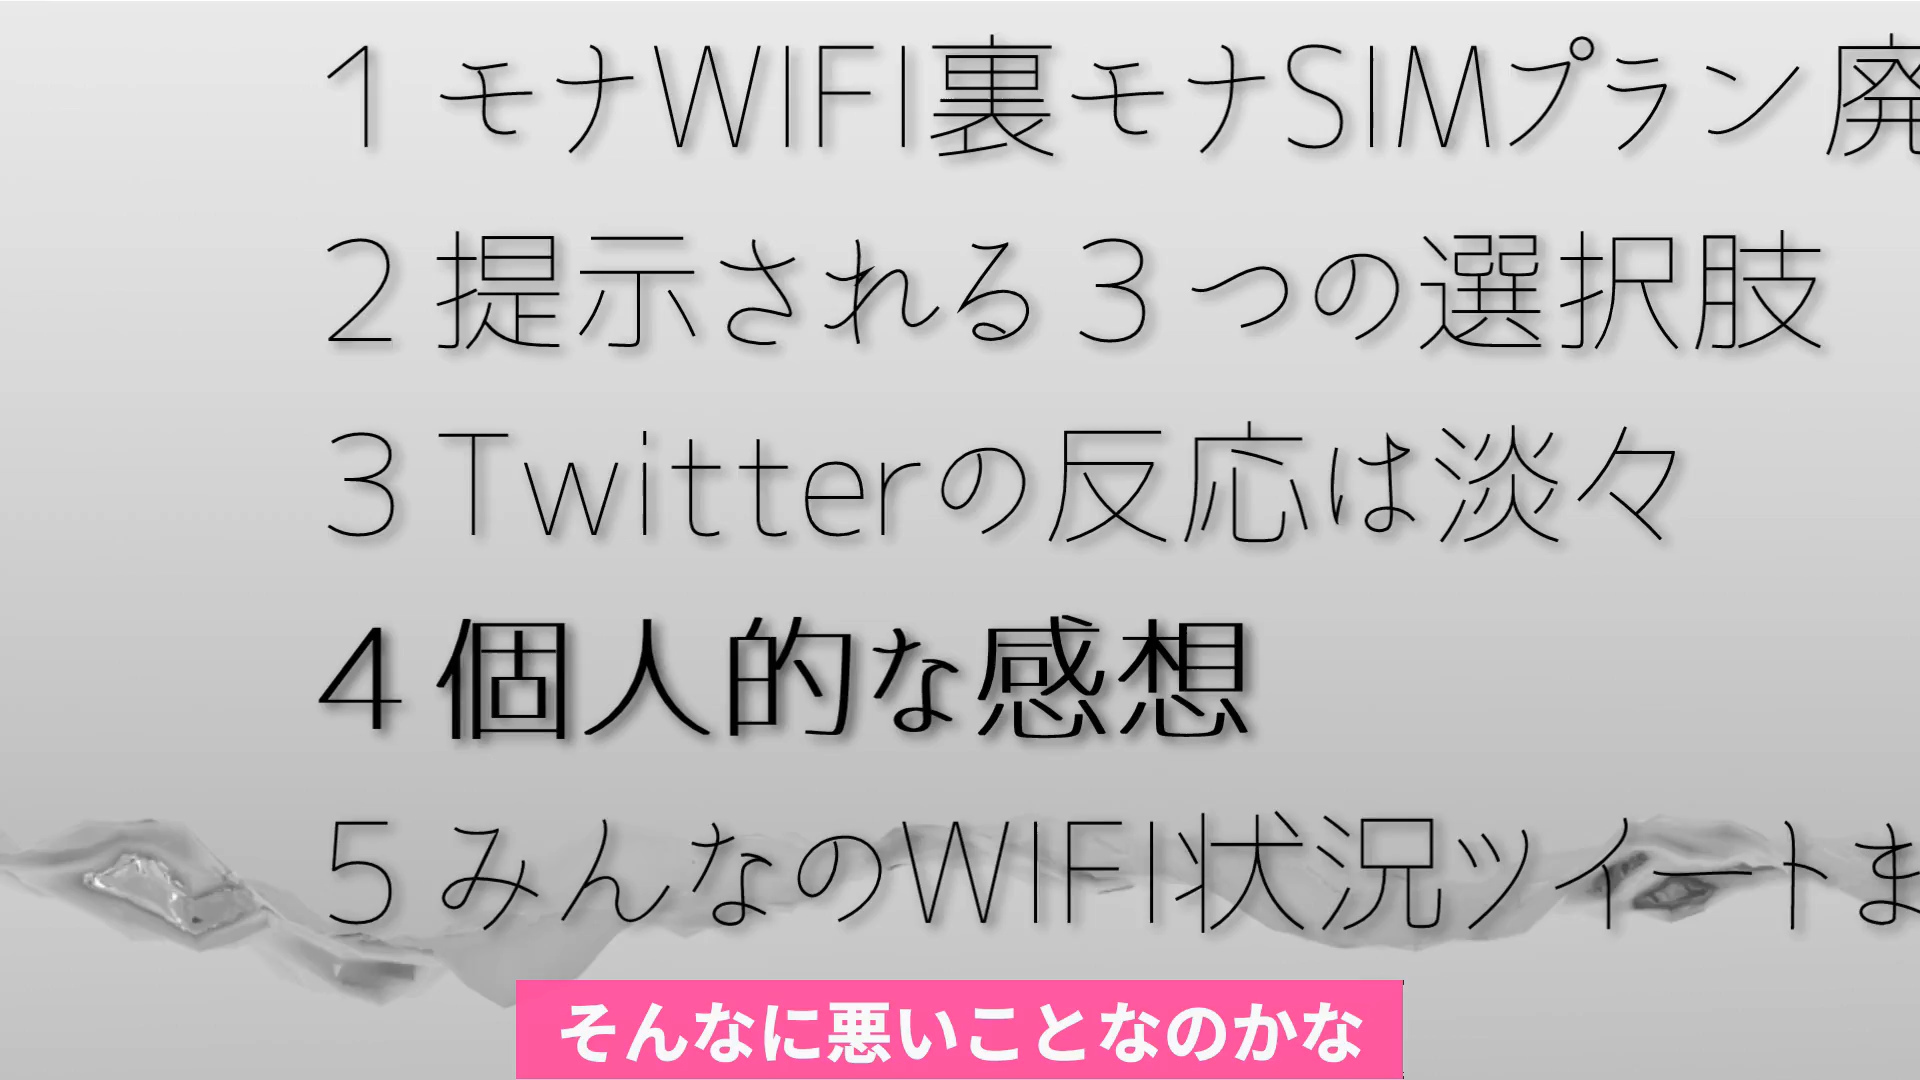 1 モナWIFI裏モナSIMプラン廃
2 提示される3つの選択肢
3 Twitterの反応は淡々
4 個人的な感想
5 みんなのWIFI状況ツイートま
そんなに悪いことなのかな